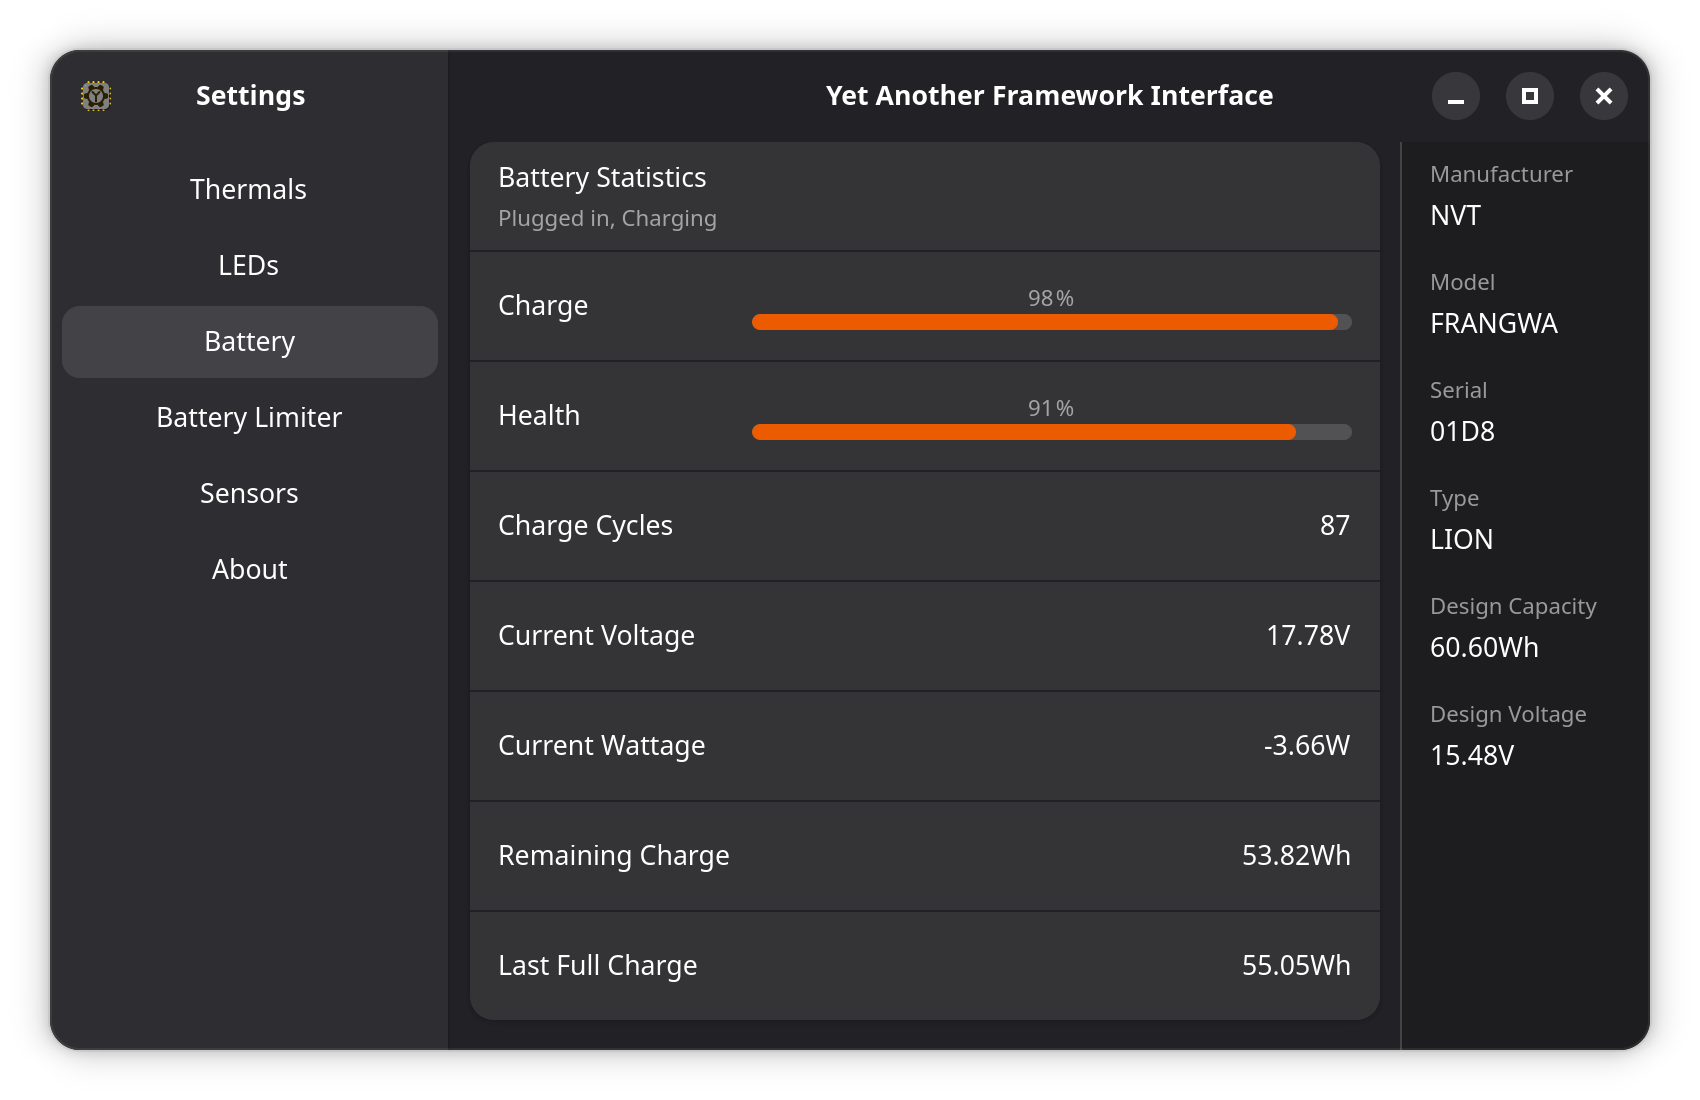 Settings
Thermals
LEDs
Battery
Battery Limiter
Sensors
About
Yet Another Framework Interface
Battery Statistics
Plugged in, Charging
Charge
98%
Health
91%
Charge Cycles
87
Current Voltage
17.78V
Current Wattage
-3.66W
Remaining Charge
53.82Wh
Last Full Charge
55.05Wh
Manufacturer
NVT
Model
FRANGWA
Serial
01D8
Type
LION
Design Capacity
60.60Wh
Design Voltage
15.48V